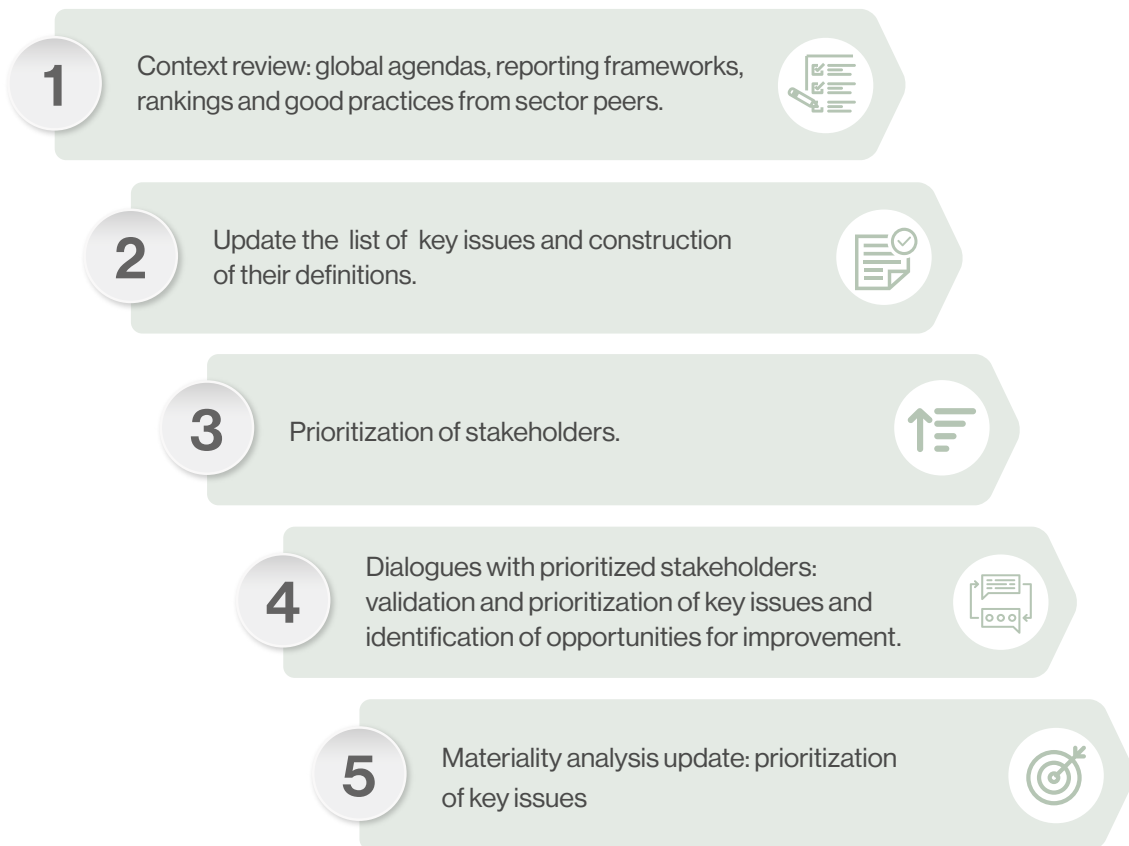 1
Context review: global agendas, reporting frameworks,
rankings and good practices from sector peers.
2
Update the list of key issues and construction
of their definitions.
3
Prioritization of stakeholders.
4
Dialogues with prioritized stakeholders:
validation and prioritization of key issues and
identification of opportunities for improvement.
5
Materiality analysis update: prioritization
of key issues